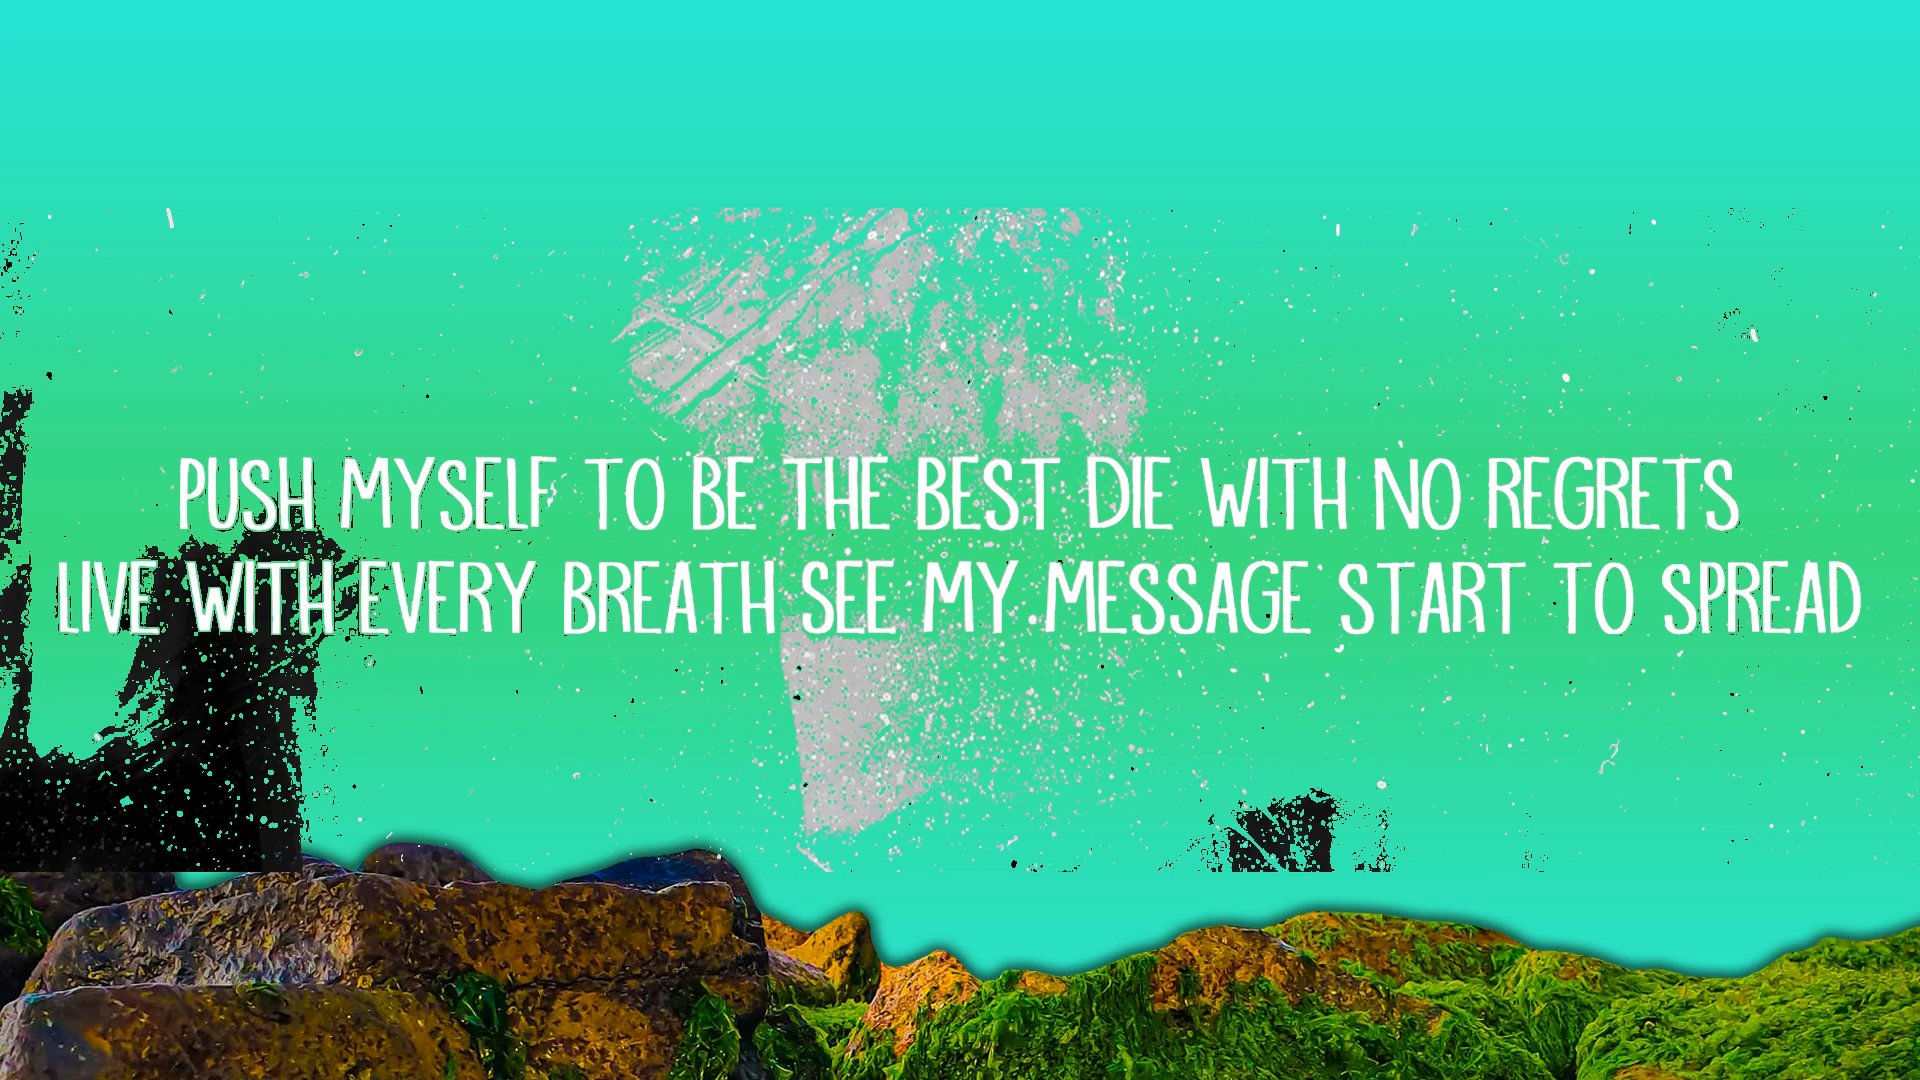 PUSH MYSELF TO BE THE BEST DIE WITH NO REGRETS
LIVE WITH EVERY BREATH SEE MY MESSAGE START TO SPREAD